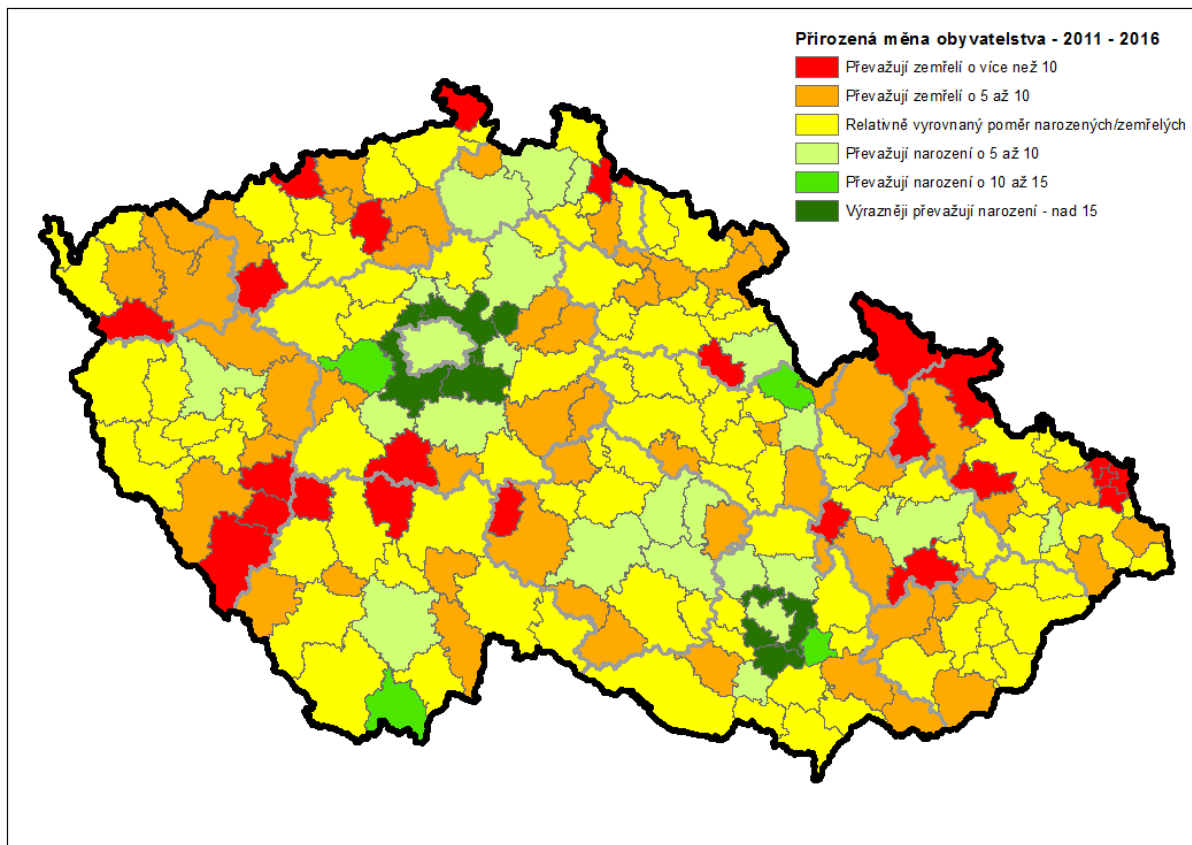 Přirozená měna obyvatelstva - 2011 - 2016
Převažují zemřelí o více než 10
Převažují zemřelí o 5 až 10
Relativně vyrovnaný poměr narozených/zemřelých
Převažují narození o 5 až 10
Převažují narození o 10 až 15
Výrazněji převažují narození - nad 15